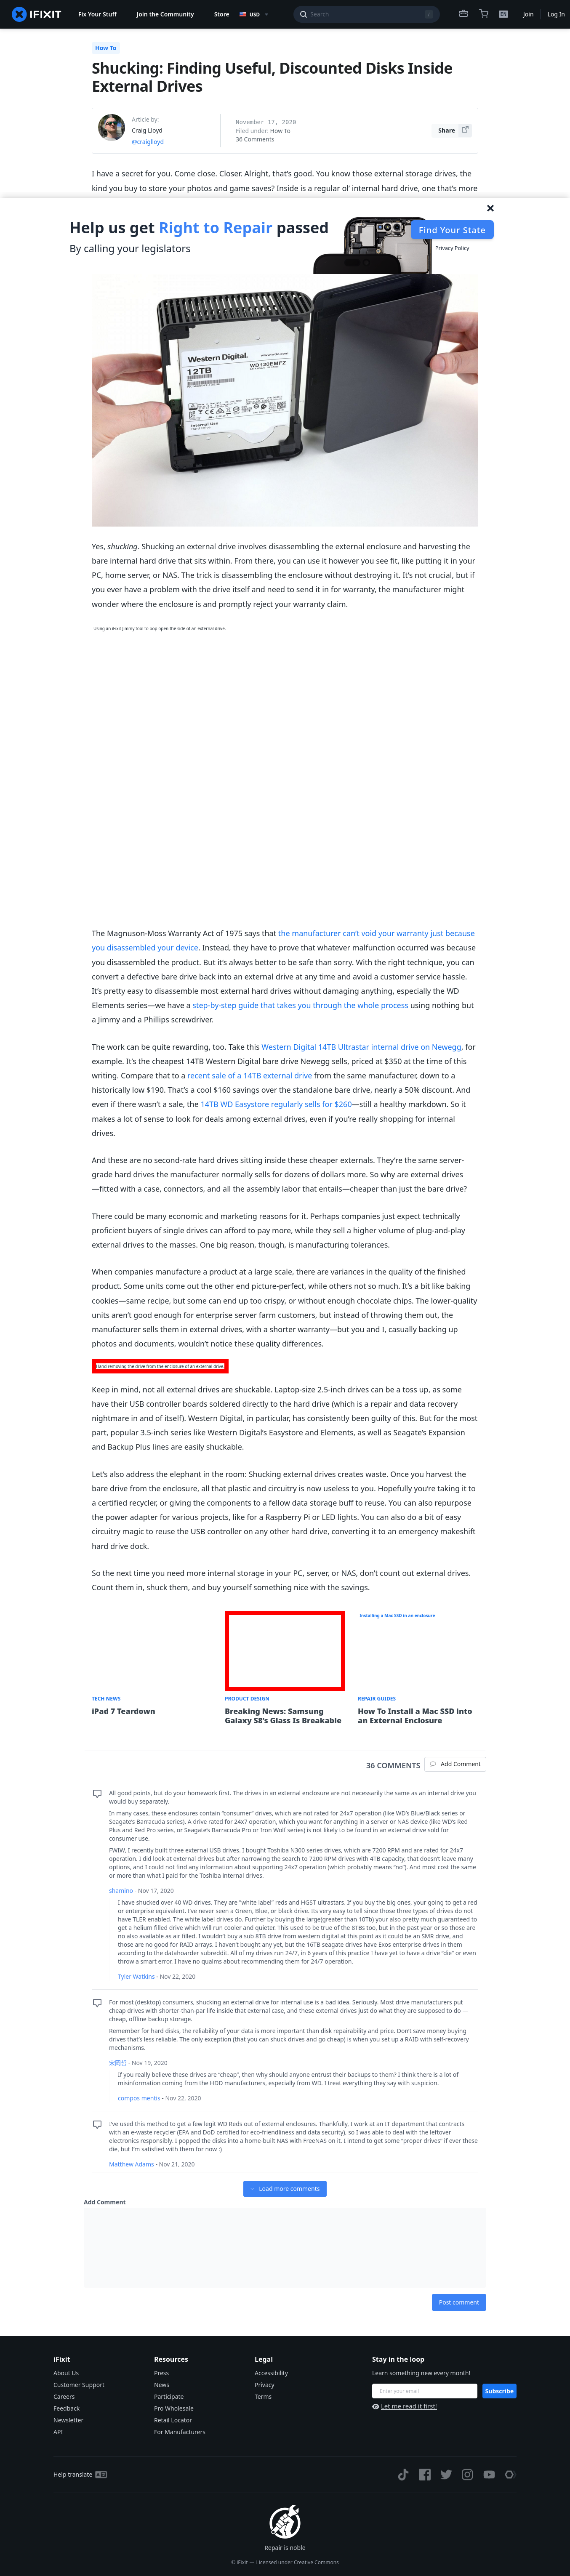 IFIXIT
Fix Your Stuff
Join the Community
Store
USD
Search
/
EN
Join
Log In
How To
Shucking: Finding Useful, Discounted Disks Inside
External Drives
Article by:
Craig Lloyd
@craiglloyd
November 17, 2020
Filed under: How To
36 Comments
Share
I have a secret for you. Come close. Closer. Alright, that's good. You know those external storage drives, the
kind you buy to store your photos and game saves? Inside is a regular ol' internal hard drive, one that's more
Help us get Right to Repair passed
By calling your legislators
Find Your State
Privacy Policy
Western Digital.
12TB
WD120EMFZ
Internal Use Only
Yes, shucking. Shucking an external drive involves disassembling the external enclosure and harvesting the
bare internal hard drive that sits within. From there, you can use it however you see fit, like putting it in your
PC, home server, or NAS. The trick is disassembling the enclosure without destroying it. It's not crucial, but if
you ever have a problem with the drive itself and need to send it in for warranty, the manufacturer might
wonder where the enclosure is and promptly reject your warranty claim.
Using an iFixit Jimmy tool to pop open the side of an external drive.
The Magnuson-Moss Warranty Act of 1975 says that the manufacturer can't void your warranty just because
you disassembled your device. Instead, they have to prove that whatever malfunction occurred was because
you disassembled the product. But it's always better to be safe than sorry. With the right technique, you can
convert a defective bare drive back into an external drive at any time and avoid a customer service hassle.
It's pretty easy to disassemble most external hard drives without damaging anything, especially the WD
Elements series—we have a step-by-step guide that takes you through the whole process using nothing but
a Jimmy and a Phillips screwdriver.
The work can be quite rewarding, too. Take this Western Digital 14TB Ultrastar internal drive on Newegg, for
example. It's the cheapest 14TB Western Digital bare drive Newegg sells, priced at $350 at the time of this
writing. Compare that to a recent sale of a 14TB external drive from the same manufacturer, down to a
historically low $190. That's a cool $160 savings over the standalone bare drive, nearly a 50% discount. And
even if there wasn't a sale, the 14TB WD Easystore regularly sells for $260—still a healthy markdown. So it
makes a lot of sense to look for deals among external drives, even if you're really shopping for internal
drives.
And these are no second-rate hard drives sitting inside these cheaper externals. They're the same server-
grade hard drives the manufacturer normally sells for dozens of dollars more. So why are external drives
—fitted with a case, connectors, and all the assembly labor that entails—cheaper than just the bare drive?
There could be many economic and marketing reasons for it. Perhaps companies just expect technically
proficient buyers of single drives can afford to pay more, while they sell a higher volume of plug-and-play
external drives to the masses. One big reason, though, is manufacturing tolerances.
When companies manufacture a product at a large scale, there are variances in the quality of the finished
product. Some units come out the other end picture-perfect, while others not so much. It's a bit like baking
cookies—same recipe, but some can end up too crispy, or without enough chocolate chips. The lower-quality
units aren't good enough for enterprise server farm customers, but instead of throwing them out, the
manufacturer sells them in external drives, with a shorter warranty—but you and I, casually backing up
photos and documents, wouldn't notice these quality differences.
Hand removing the drive from the enclosure of an external drive.
Keep in mind, not all external drives are shuckable. Laptop-size 2.5-inch drives can be a toss up, as some
have their USB controller boards soldered directly to the hard drive (which is a repair and data recovery
nightmare in and of itself). Western Digital, in particular, has consistently been guilty of this. But for the most
part, popular 3.5-inch series like Western Digital's Easystore and Elements, as well as Seagate's Expansion
and Backup Plus lines are easily shuckable.
Let's also address the elephant in the room: Shucking external drives creates waste. Once you harvest the
bare drive from the enclosure, all that plastic and circuitry is now useless to you. Hopefully you're taking it to
a certified recycler, or giving the components to a fellow data storage buff to reuse. You can also repurpose
the power adapter for various projects, like for a Raspberry Pi or LED lights. You can also do a bit of easy
circuitry magic to reuse the USB controller on any other hard drive, converting it to an emergency makeshift
hard drive dock.
So the next time you need more internal storage in your PC, server, or NAS, don't count out external drives.
Count them in, shuck them, and buy yourself something nice with the savings.
Installing a Mac SSD in an enclosure
TECH NEWS
iPad 7 Teardown
PRODUCT DESIGN
Breaking News: Samsung
Galaxy S8's Glass Is Breakable
REPAIR GUIDES
How To Install a Mac SSD Into
an External Enclosure
36 COMMENTS
Add Comment
All good points, but do your homework first. The drives in an external enclosure are not necessarily the same as an internal drive you
would buy separately.
In many cases, these enclosures contain "consumer" drives, which are not rated for 24x7 operation (like WD's Blue/Black series or
Seagate's Barracuda series). A drive rated for 24x7 operation, which you want for anything in a server or NAS device (like WD's Red
Plus and Red Pro series, or Seagate's Barracuda Pro or Iron Wolf series) is not likely to be found in an external drive sold for
consumer use.
FWIW, I recently built three external USB drives. I bought Toshiba N300 series drives, which are 7200 RPM and are rated for 24x7
operation. I did look at external drives but after narrowing the search to 7200 RPM drives with 4TB capacity, that doesn't leave many
options, and I could not find any information about supporting 24x7 operation (which probably means "no"). And most cost the same
or more than what I paid for the Toshiba internal drives.
shamino - Nov 17, 2020
I have shucked over 40 WD drives. They are "white label" reds and HGST ultrastars. If you buy the big ones, your going to get a red
or enterprise equivalent. I've never seen a Green, Blue, or black drive. Its very easy to tell since those three types of drives do not
have TLER enabled. The white label drives do. Further by buying the large(greater than 10Tb) your also pretty much guaranteed to
get a helium filled drive which will run cooler and quieter. This used to be true of the 8TBs too, but in the past year or so those are
no also available as air filled. I wouldn't buy a sub 8TB drive from western digital at this point as it could be an SMR drive, and
those are no good for RAID arrays. I haven't bought any yet, but the 16TB seagate drives have Exos enterprise drives in them
according to the datahoarder subreddit. All of my drives run 24/7, in 6 years of this practice I have yet to have a drive "die" or even
throw a smart error. I have no qualms about recommending them for 24/7 operation.
Tyler Watkins - Nov 22, 2020
For most (desktop) consumers, shucking an external drive for internal use is a bad idea. Seriously. Most drive manufacturers put
cheap drives with shorter-than-par life inside that external case, and these external drives just do what they are supposed to do —
cheap, offline backup storage.
Remember for hard disks, the reliability of your data is more important than disk repairability and price. Don't save money buying
drives that's less reliable. The only exception (that you can shuck drives and go cheap) is when you set up a RAID with self-recovery
mechanisms.
- Nov 19, 2020
If you really believe these drives are "cheap", then why should anyone entrust their backups to them? I think there is a lot of
misinformation coming from the HDD manufacturers, especially from WD. I treat everything they say with suspicion.
compos mentis - Nov 22, 2020
I've used this method to get a few legit WD Reds out of external enclosures. Thankfully, I work at an IT department that contracts
with an e-waste recycler (EPA and DoD certified for eco-friendliness and data security), so I was able to deal with the leftover
electronics responsibly. I popped the disks into a home-built NAS with FreeNAS on it. I intend to get some "proper drives" if ever these
die, but I'm satisfied with them for now :)
Matthew Adams - Nov 21, 2020
Load more comments
Add Comment
Post comment
iFixit
About Us
Customer Support
Careers
Feedback
Newsletter
API
Resources
Press
News
Participate
Pro Wholesale
Retail Locator
For Manufacturers
Legal
Accessibility
Privacy
Terms
Stay in the loop
Learn something new every month!
Enter your email
Subscribe
Let me read it first!
Help translate
Repair is noble
© iFixit — Licensed under Creative Commons